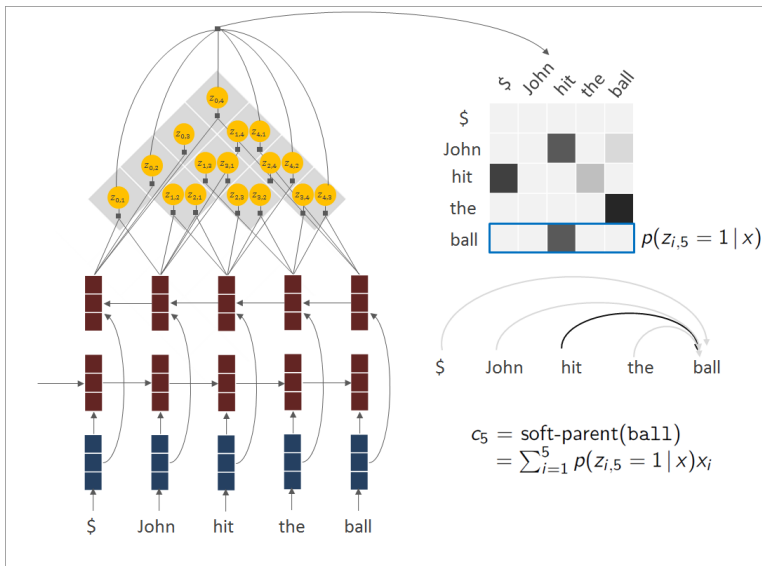 z0,4
z0,3
z1,4 z4,1
z0,2
z1,3 z3,1
z2,4 z4,2
z0,1
z1,2 z2,1
z2,3 z3,2
z3,4 z4,3
$ John hit the ball
$
John
hit
the
ball
p(zi,5 = 1 | x)
$ John hit the ball
c5 = soft-parent(ball)
= ∑5i=1 p(zi,5 = 1 | x)xi
$ John hit the ball